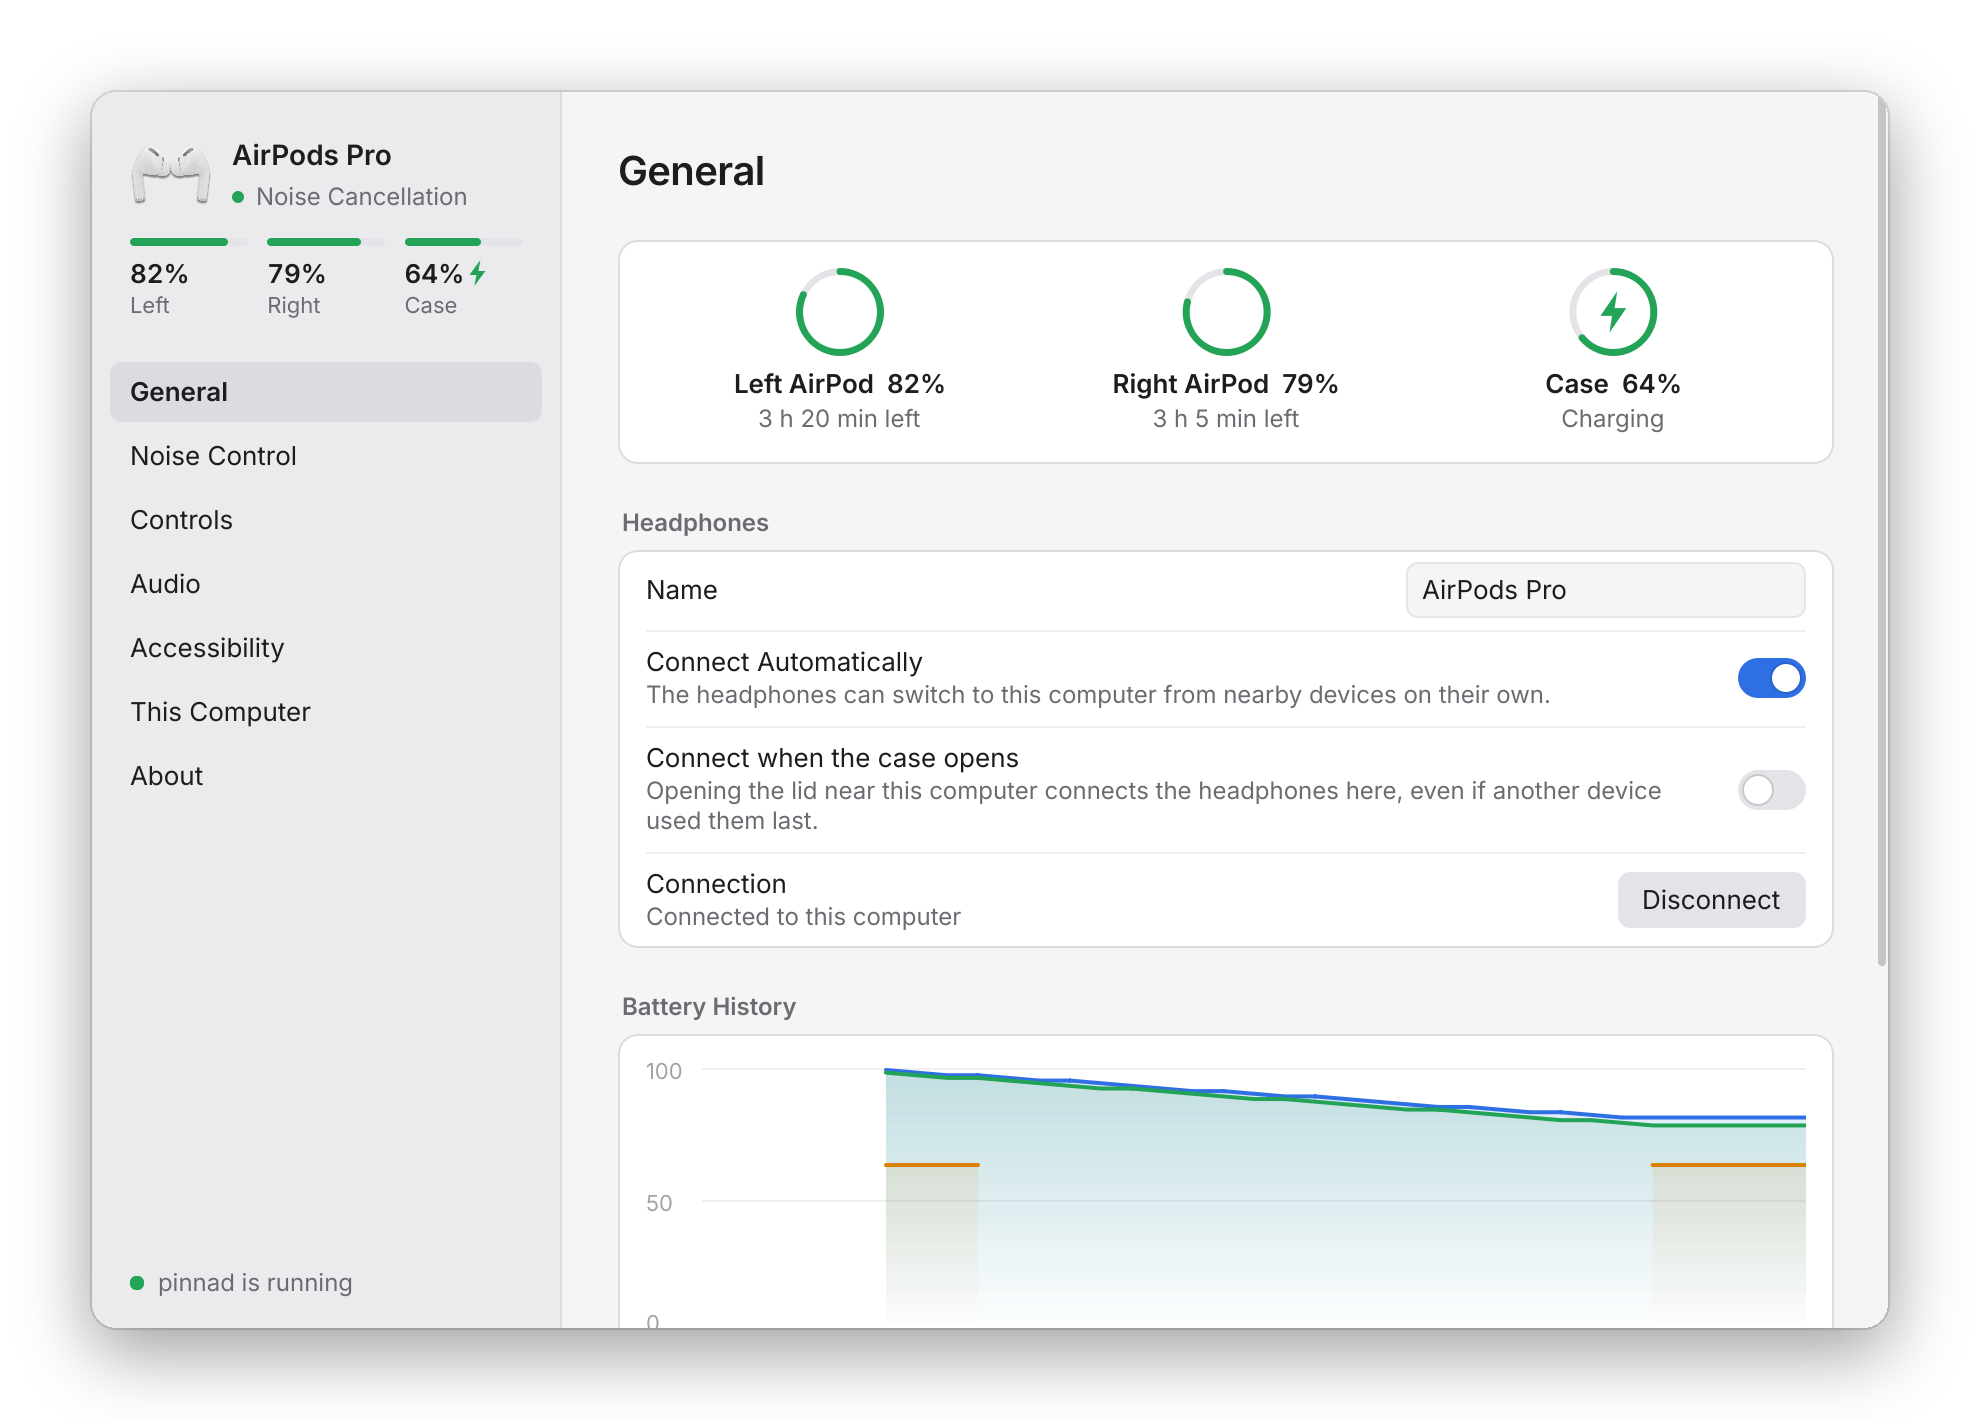 AirPods Pro
Noise Cancellation
82%
Left
79%
Right
64%
Case
General
Noise Control
Controls
Audio
Accessibility
This Computer
About
pinnad is running
General
Left AirPod 82%
3 h 20 min left
Right AirPod 79%
3 h 5 min left
Case 64%
Charging
Headphones
Name
AirPods Pro
Connect Automatically
The headphones can switch to this computer from nearby devices on their own.
Connect when the case opens
Opening the lid near this computer connects the headphones here, even if another device
used them last.
Connection
Connected to this computer
Disconnect
Battery History
100
50
0